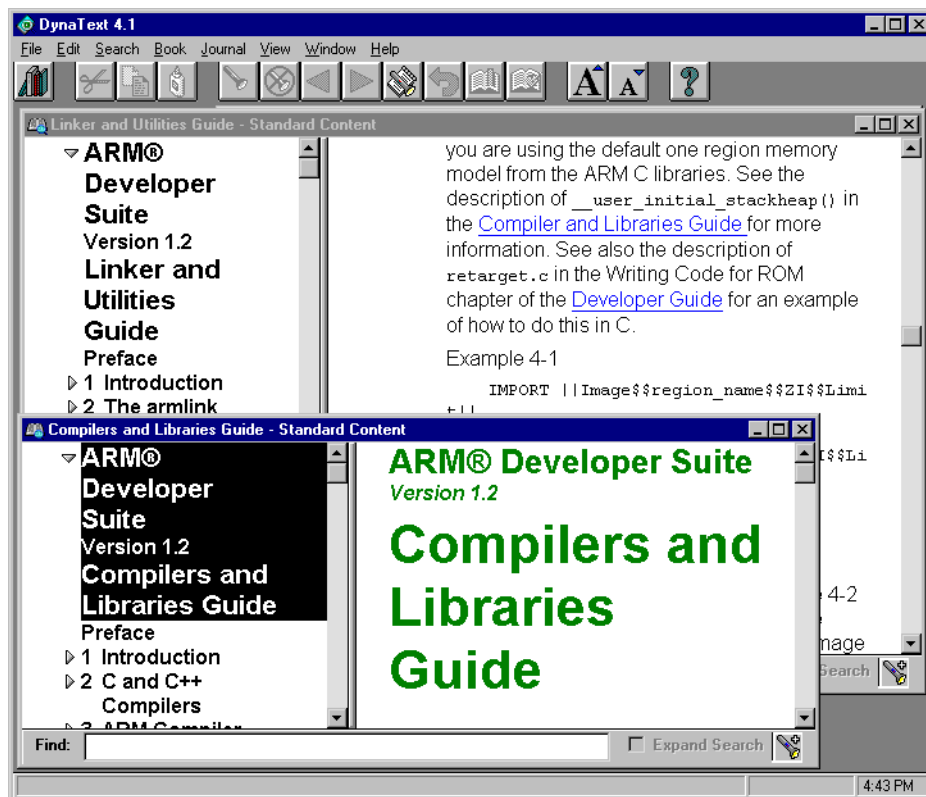 DynaText 4.1
File Edit Search Book Journal View Window Help
A A ?
Linker and Utilities Guide - Standard Content
ARM®
Developer
Suite
Version 1.2
Linker and
Utilities
Guide
Preface
1 Introduction
2 The armlink
you are using the default one region memory
model from the ARM C libraries. See the
description of __user_initial_stackheap() in
the Compiler and Libraries Guide for more
information. See also the description of
retarget.c in the Writing Code for ROM
chapter of the Developer Guide for an example
of how to do this in C.
Example 4-1
IMPORT ||Image$$region_name$$ZI$$Limi
t||
I$$Li
4-2
mage
Search
Compilers and Libraries Guide - Standard Content
ARM®
Developer
Suite
Version 1.2
Compilers and
Libraries Guide
Preface
1 Introduction
2 C and C++
Compilers
3 ARM Compiler
ARM® Developer Suite
Version 1.2
Compilers and
Libraries
Guide
Find:
Expand Search
4:43 PM